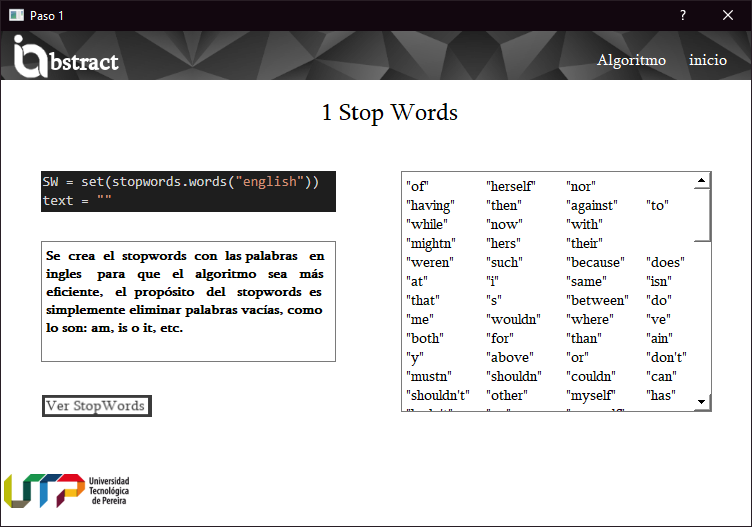 Paso 1
?
iabstract
Algoritmo inicio
1 Stop Words
SW = set(stopwords.words("english"))
text = ""
Se crea el stopwords con las palabras en
ingles para que el algoritmo sea más
eficiente, el propósito del stopwords es
simplemente eliminar palabras vacías, como
lo son: am, is o it, etc.
Ver StopWords
"of" "herself" "nor"
"having" "then" "against" "to"
"while" "now" "with"
"mightn" "hers" "their"
"weren" "such" "because" "does"
"at" "i" "same" "isn"
"that" "s" "between" "do"
"me" "wouldn" "where" "ve"
"both" "for" "than" "ain"
"y" "above" "or" "don't"
"mustn" "shouldn" "couldn" "can"
"shouldn't" "other" "myself" "has"
UTP
Universidad
Tecnológica
de Pereira